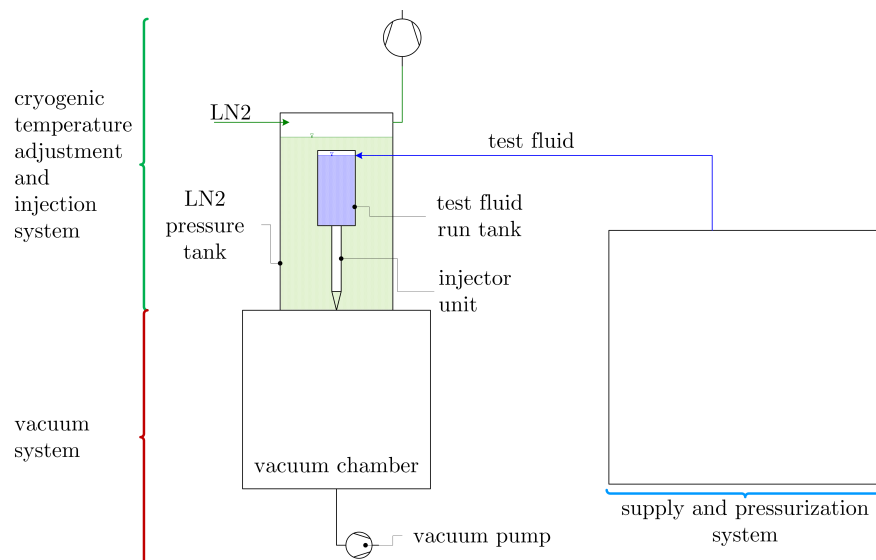 cryogenic
temperature
adjustment
and
injection
system
LN2
test fluid
LN2
pressure
tank
test fluid
run tank
injector
unit
vacuum
system
vacuum chamber
vacuum pump
supply and pressurization
system